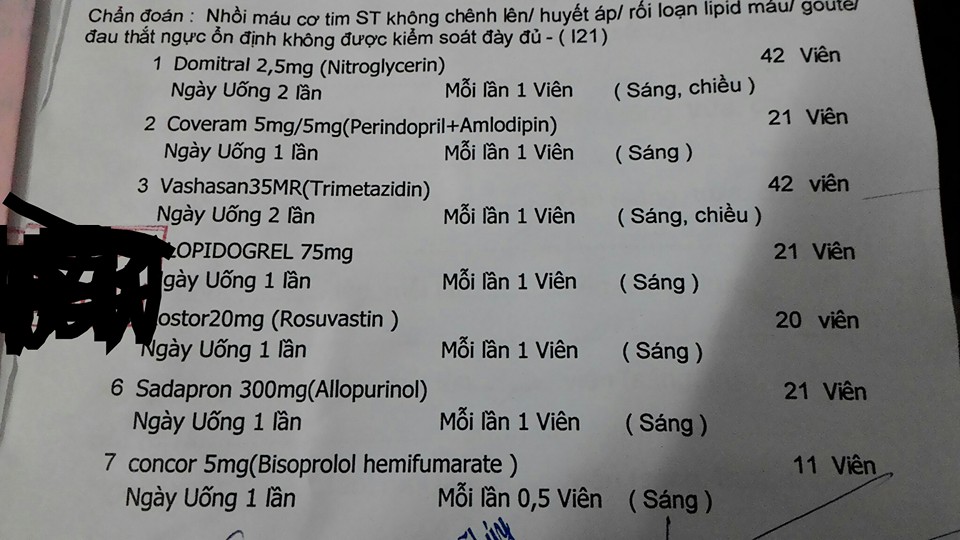 Chẩn đoán : Nhồi máu cơ tim ST không chênh lên/ huyết áp/ rối loạn lipid máu/ goute/
đau thắt ngực ổn định không được kiểm soát đày đủ - ( I21)
1 Domitral 2,5mg (Nitroglycerin) 42 Viên
Ngày Uống 2 lần Mỗi lần 1 Viên ( Sáng, chiều )
2 Coveram 5mg/5mg(Perindopril+Amlodipin) 21 Viên
Ngày Uống 1 lần Mỗi lần 1 Viên ( Sáng )
3 Vashasan35MR(Trimetazidin) 42 viên
Ngày Uống 2 lần Mỗi lần 1 Viên ( Sáng, chiều )
LOPIDOGREL 75mg 21 Viên
gày Uống 1 lần Mỗi lần 1 Viên ( Sáng )
ostor20mg (Rosuvastin ) 20 viên
Ngày Uống 1 lần Mỗi lần 1 Viên ( Sáng )
6 Sadapron 300mg(Allopurinol) 21 Viên
Ngày Uống 1 lần Mỗi lần 1 Viên ( Sáng )
7 concor 5mg(Bisoprolol hemifumarate ) 11 Viên
Ngày Uống 1 lần Mỗi lần 0,5 Viên ( Sáng )